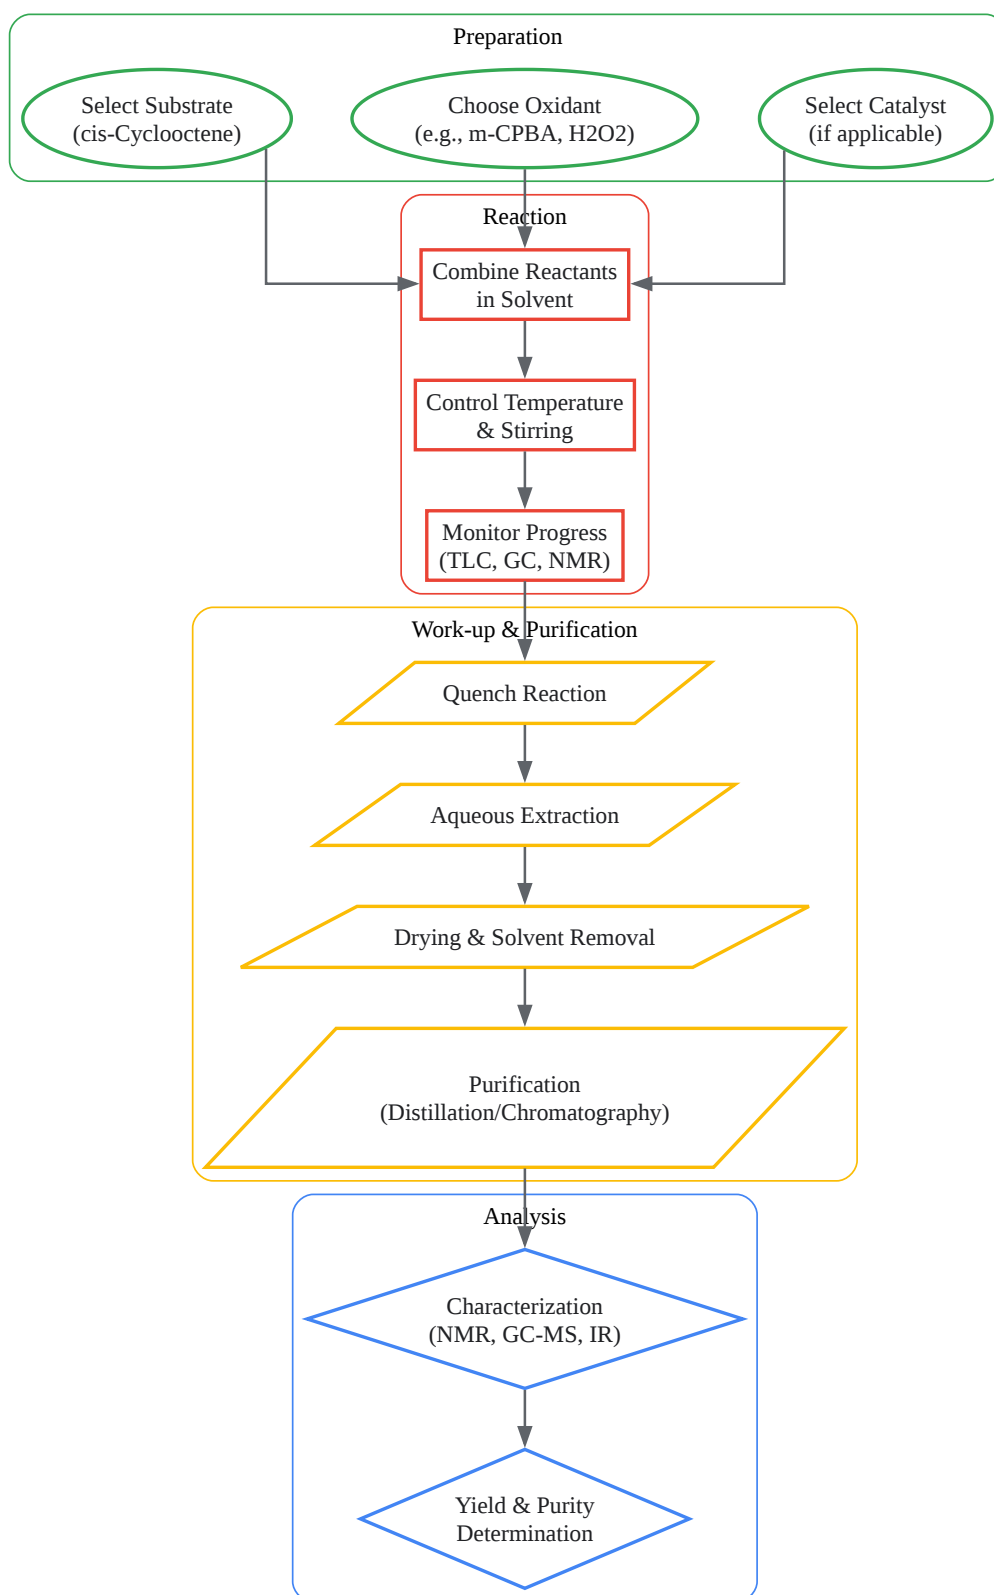 Preparation
Select Substrate
(cis-Cyclooctene)
Choose Oxidant
(e.g., m-CPBA, H2O2)
Select Catalyst
(if applicable)
Reaction
Combine Reactants
in Solvent
Control Temperature
& Stirring
Monitor Progress
(TLC, GC, NMR)
Work-up & Purification
Quench Reaction
Aqueous Extraction
Drying & Solvent Removal
Purification
(Distillation/Chromatography)
Analysis
Characterization
(NMR, GC-MS, IR)
Yield & Purity
Determination